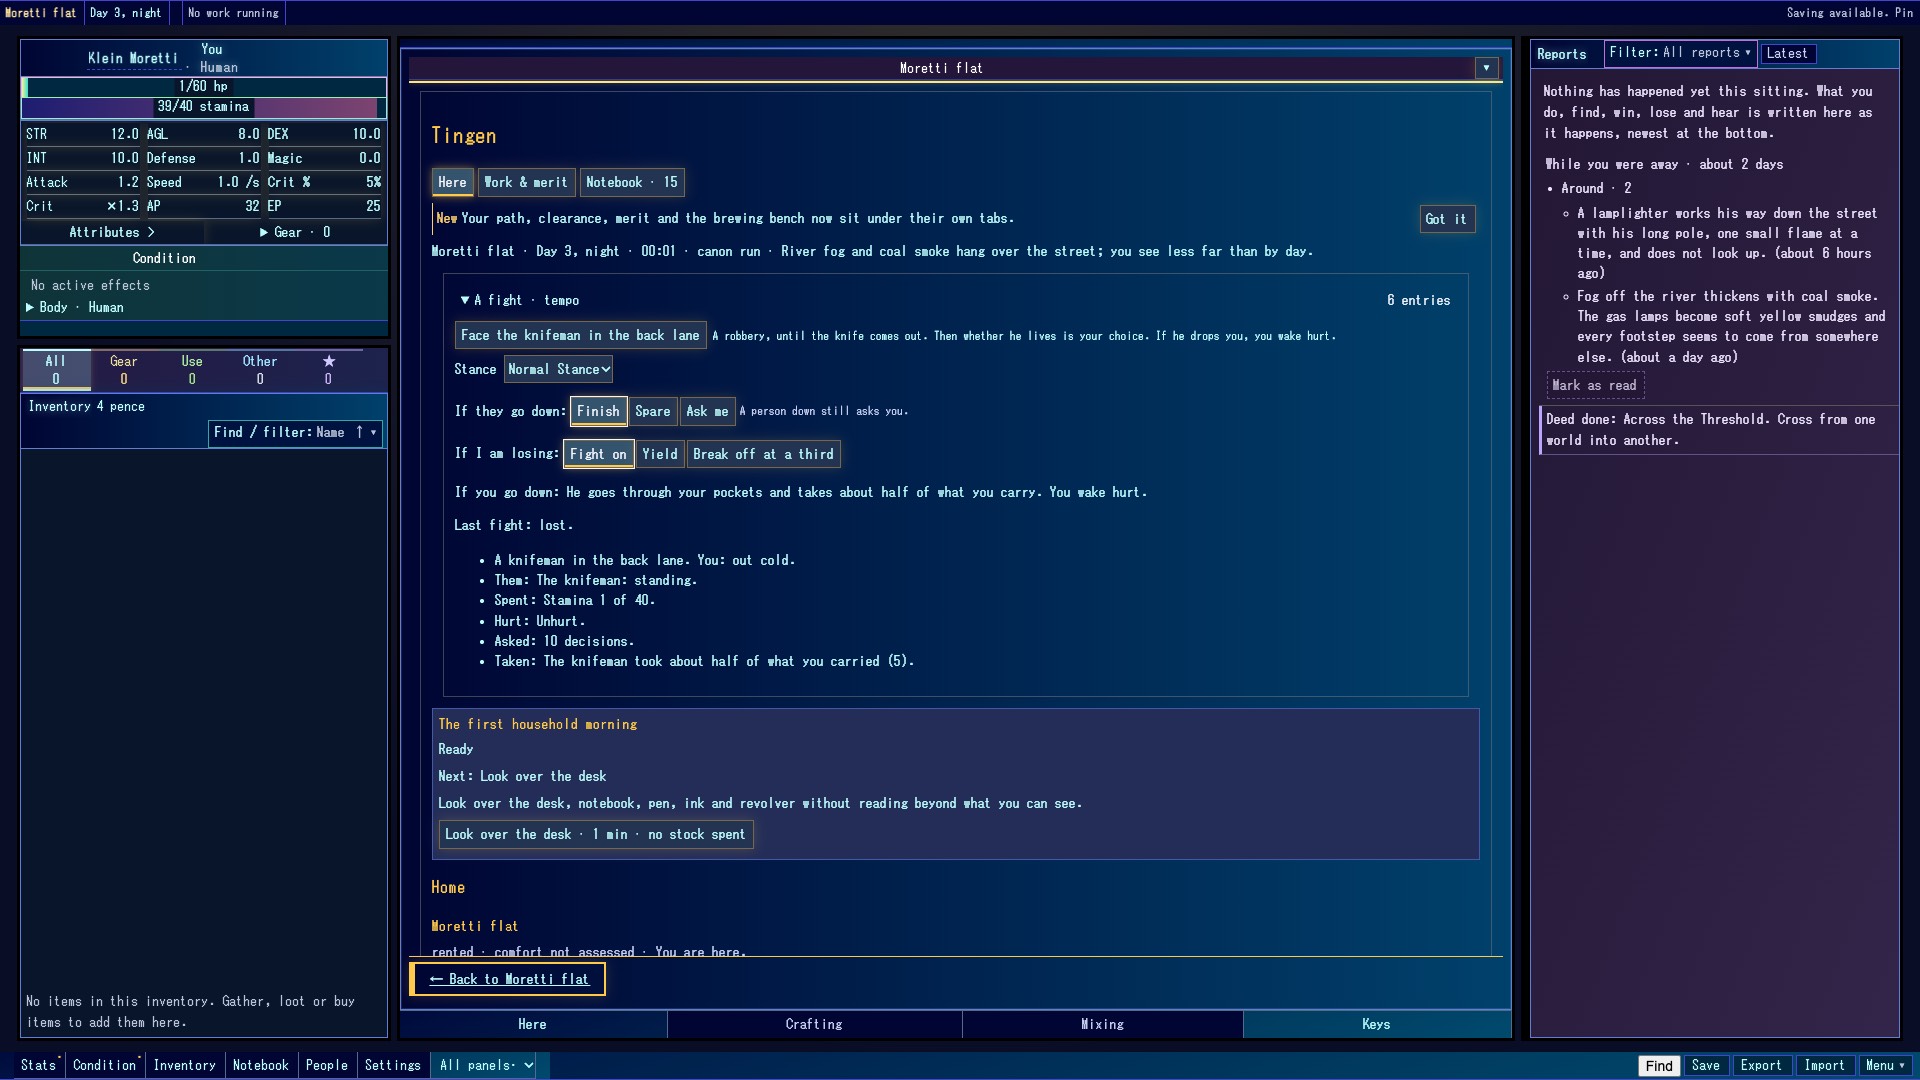 Moretti flat
Day 3, night
No work running
Saving available. Pin
Klein Moretti · You
Human
1/60 hp
39/40 stamina
STR 12.0 AGL 8.0 DEX 10.0
INT 10.0 Defense 1.0 Magic 0.0
Attack 1.2 Speed 1.0 /s Crit % 5%
Crit ×1.3 AP 32 EP 25
Attributes >
▶ Gear · 0
Condition
No active effects
▶ Body · Human
All Gear Use Other ★
0 0 0 0 0
Inventory 4 pence
Find / filter: Name ↑ ▾
No items in this inventory. Gather, loot or buy
items to add them here.
Moretti flat
▼
Tingen
Here
Work & merit
Notebook · 15
New Your path, clearance, merit and the brewing bench now sit under their own tabs.
Got it
Moretti flat · Day 3, night · 00:01 · canon run · River fog and coal smoke hang over the street; you see less far than by day.
▼ A fight · tempo
6 entries
Face the knifeman in the back lane A robbery, until the knife comes out. Then whether he lives is your choice. If he drops you, you wake hurt.
Stance Normal Stance
If they go down: Finish Spare Ask me A person down still asks you.
If I am losing: Fight on Yield Break off at a third
If you go down: He goes through your pockets and takes about half of what you carry. You wake hurt.
Last fight: lost.
• A knifeman in the back lane. You: out cold.
• Them: The knifeman: standing.
• Spent: Stamina 1 of 40.
• Hurt: Unhurt.
• Asked: 10 decisions.
• Taken: The knifeman took about half of what you carried (5).
The first household morning
Ready
Next: Look over the desk
Look over the desk, notebook, pen, ink and revolver without reading beyond what you can see.
Look over the desk · 1 min · no stock spent
Home
Moretti flat
rented · comfort not assessed · You are here.
← Back to Moretti flat
Here
Crafting
Mixing
Keys
Reports
Filter: All reports ▾
Latest
Nothing has happened yet this sitting. What you
do, find, win, lose and hear is written here as
it happens, newest at the bottom.
While you were away · about 2 days
• Around · 2
A lamplighter works his way down the street
with his long pole, one small flame at a
time, and does not look up. (about 6 hours
ago)
Fog off the river thickens with coal smoke.
The gas lamps become soft yellow smudges and
every footstep seems to come from somewhere
else. (about a day ago)
Mark as read
Deed done: Across the Threshold. Cross from one
world into another.
Stats
Condition
Inventory
Notebook
People
Settings
All panels·
Find
Save
Export
Import
Menu ▾